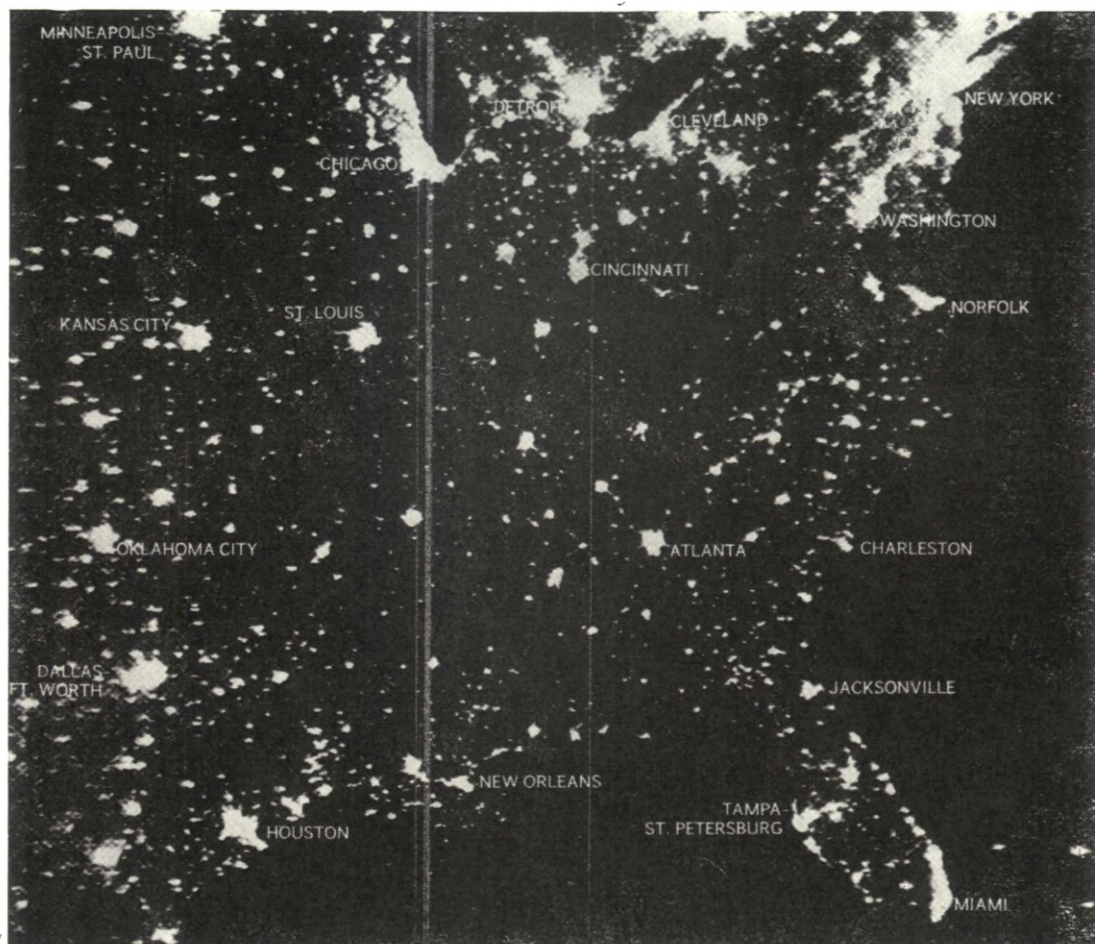 MINNEAPOLIS
ST. PAUL
DETROIT
NEW YORK
CLEVELAND
CHICAGO
WASHINGTON
CINCINNATI
ST. LOUIS
NORFOLK
KANSAS CITY
OKLAHOMA CITY
ATLANTA
CHARLESTON
DALLAS
FT. WORTH
JACKSONVILLE
NEW ORLEANS
TAMPA
ST. PETERSBURG
HOUSTON
MIAMI